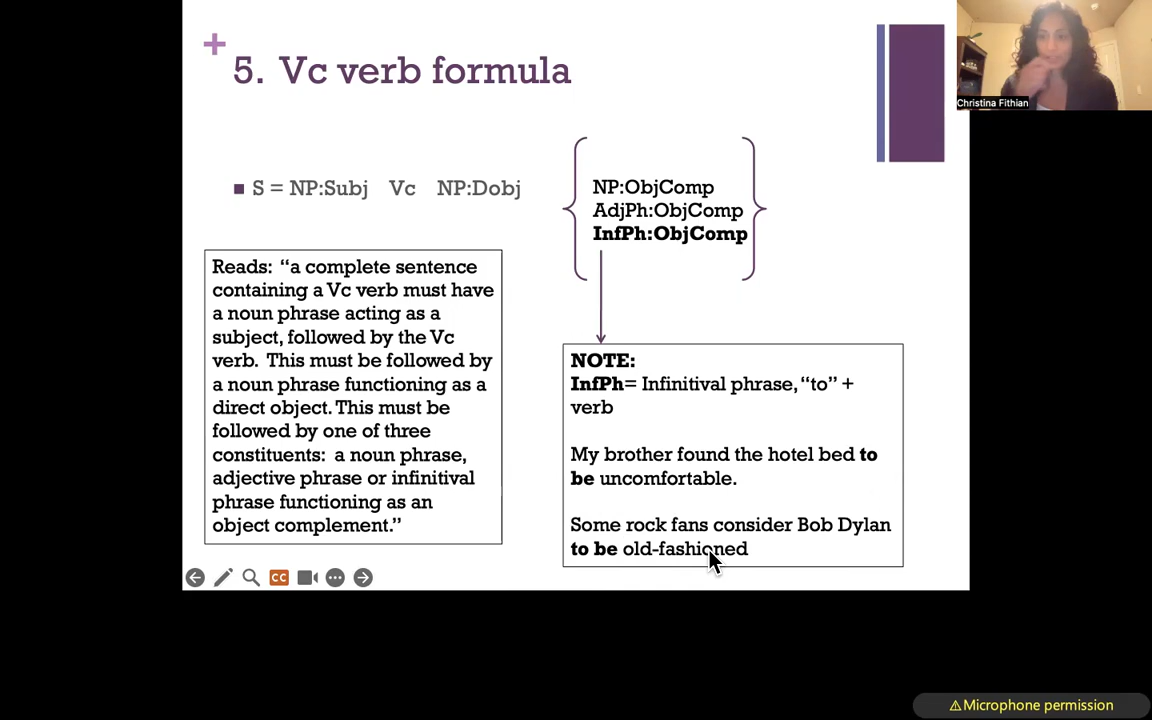 +
5. Vc verb formula
Christina Fithian
■ S = NP:Subj Vc NP:Dobj
NP:ObjComp
AdjPh:ObjComp
InfPh:ObjComp
Reads: “a complete sentence
containing a Vc verb must have
a noun phrase acting as a
subject, followed by the Vc
verb. This must be followed by
a noun phrase functioning as a
direct object. This must be
followed by one of three
constituents: a noun phrase,
adjective phrase or infinitival
phrase functioning as an
object complement.”
NOTE:
InfPh= Infinitival phrase, “to” +
verb
My brother found the hotel bed to
be uncomfortable.
Some rock fans consider Bob Dylan
to be old-fashioned
CC
⚠Microphone permission